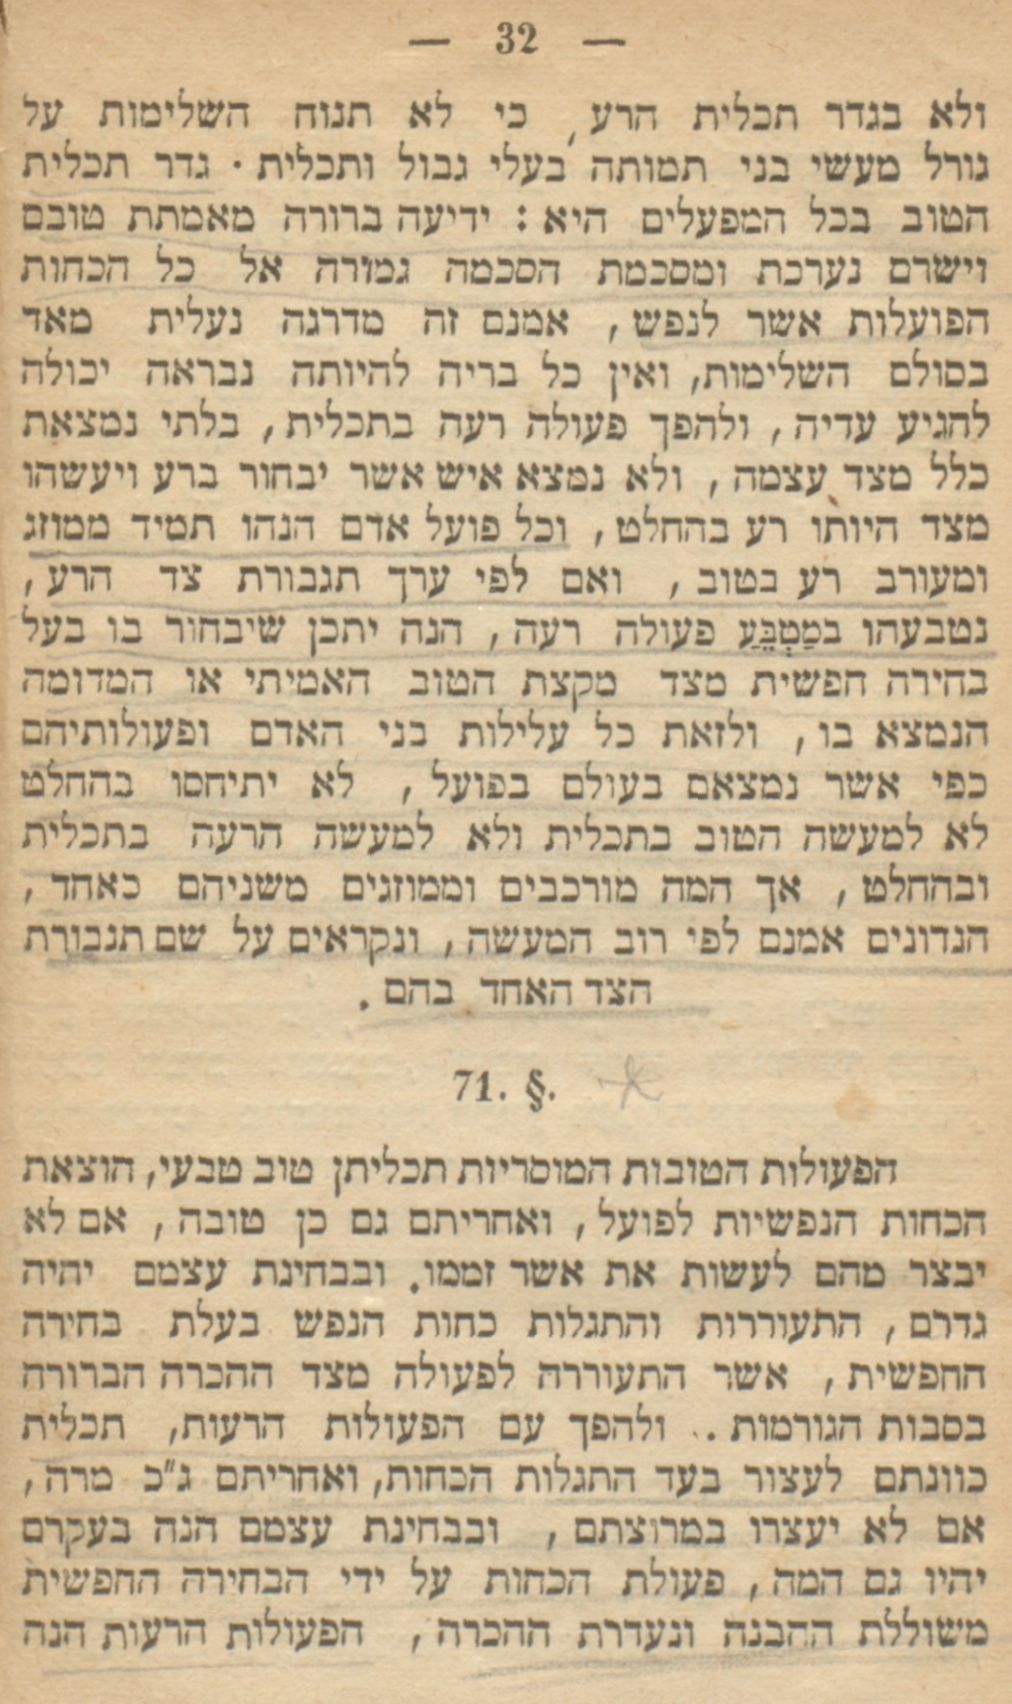 — 32 —
ולא בגדר תכלית הרע, כי לא תנוח השלימות על
גורל מעשי בני תמותה בעלי גבול ותכלית · גדר תכלית
הטוב בכל המפעלים היא : ידיעה ברורה מאמתת טובם
וישרם נערכת ומסכמת הסכמה גמורה אל כל הכחות
הפועלות אשר לנפש, אמנם זה מדרגה נעלית מאד
בסולם השלימות, ואין כל בריה להיותה נבראה יכולה
להגיע עדיה, ולהפך פעולה רעה בתכלית, בלתי נמצאת
כלל מצד עצמה, ולא נמצא איש אשר יבחור ברע ויעשהו
מצד היותו רע בהחלט, וכל פועל אדם הנהו תמיד ממוזג
ומעורב רע בטוב, ואם לפי ערך תגבורת צד הרע,
נטבעהו במַטְבֵּעַ פעולה רעה, הנה יתכן שיבחור בו בעל
בחירה חפשית מצד מקצת הטוב האמיתי או המדומה
הנמצא בו, ולזאת כל עלילות בני האדם ופעולותיהם
כפי אשר נמצאם בעולם בפועל, לא יתיחסו בהחלט
לא למעשה הטוב בתכלית ולא למעשה הרעה בתכלית
ובהחלט, אך המה מורכבים וממוזגים משניהם כאחד,
הנדונים אמנם לפי רוב המעשה, ונקראים על שם תגבורת
הצד האחד בהם.
71. §.
הפעולות הטובות המוסריות תכליתן טוב טבעי, הוצאת
הכחות הנפשיות לפועל, ואחריתם גם כן טובה, אם לא
יבצר מהם לעשות את אשר זממו. ובבחינת עצמם יהיה
גדרם, התעוררות והתגלות כחות הנפש בעלת בחירה
החפשית, אשר התעוררה לפעולה מצד ההכרה הברורה
בסבות הגורמות. ולהפך עם הפעולות הרעות, תכלית
כוונתם לעצור בעד התגלות הכחות, ואחריתם ג"כ מרה,
אם לא יעצרו במרוצתם, ובבחינת עצמם הנה בעקרם
יהיו גם המה, פעולת הכחות על ידי הבחירה החפשית
משוללת ההבנה ונעדרת ההכרה, הפעולות הרעות הנה